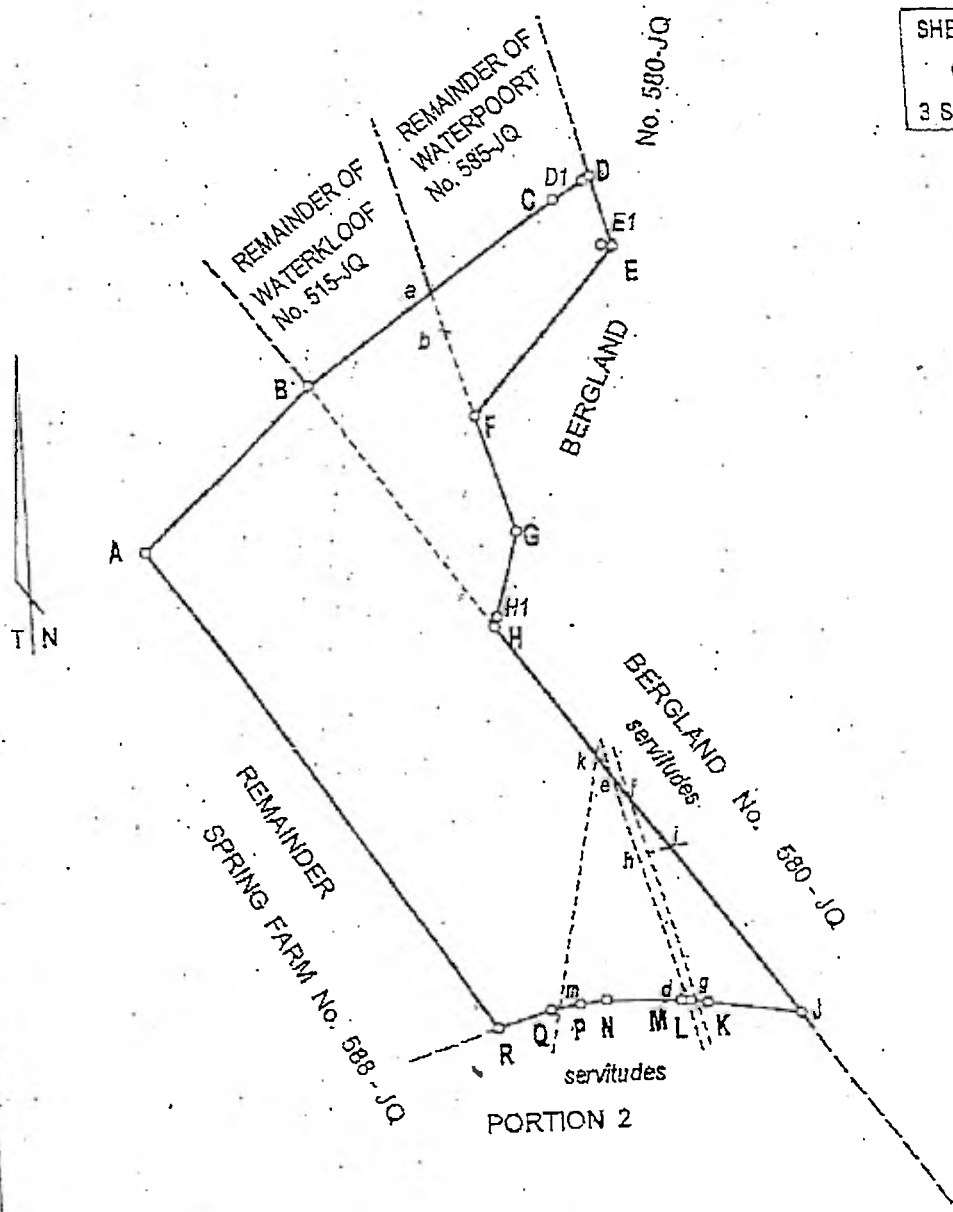 SHE
3 S
No. 580-JQ
REMAINDER OF
WATERPOORT
No. 585-JQ
REMAINDER OF
WATERKLOOF
No. 515-JQ
D1
D
C
E1
E
a
b
B
F
BERGLAND
A
G
H1
H
T N
BERGLAND No. 580 - JQ
servitudes
k
e
f
i
h
REMAINDER
SPRING FARM No. 588 - JQ
m
d
g
J
R
Q
P
N
M
L
K
servitudes
PORTION 2